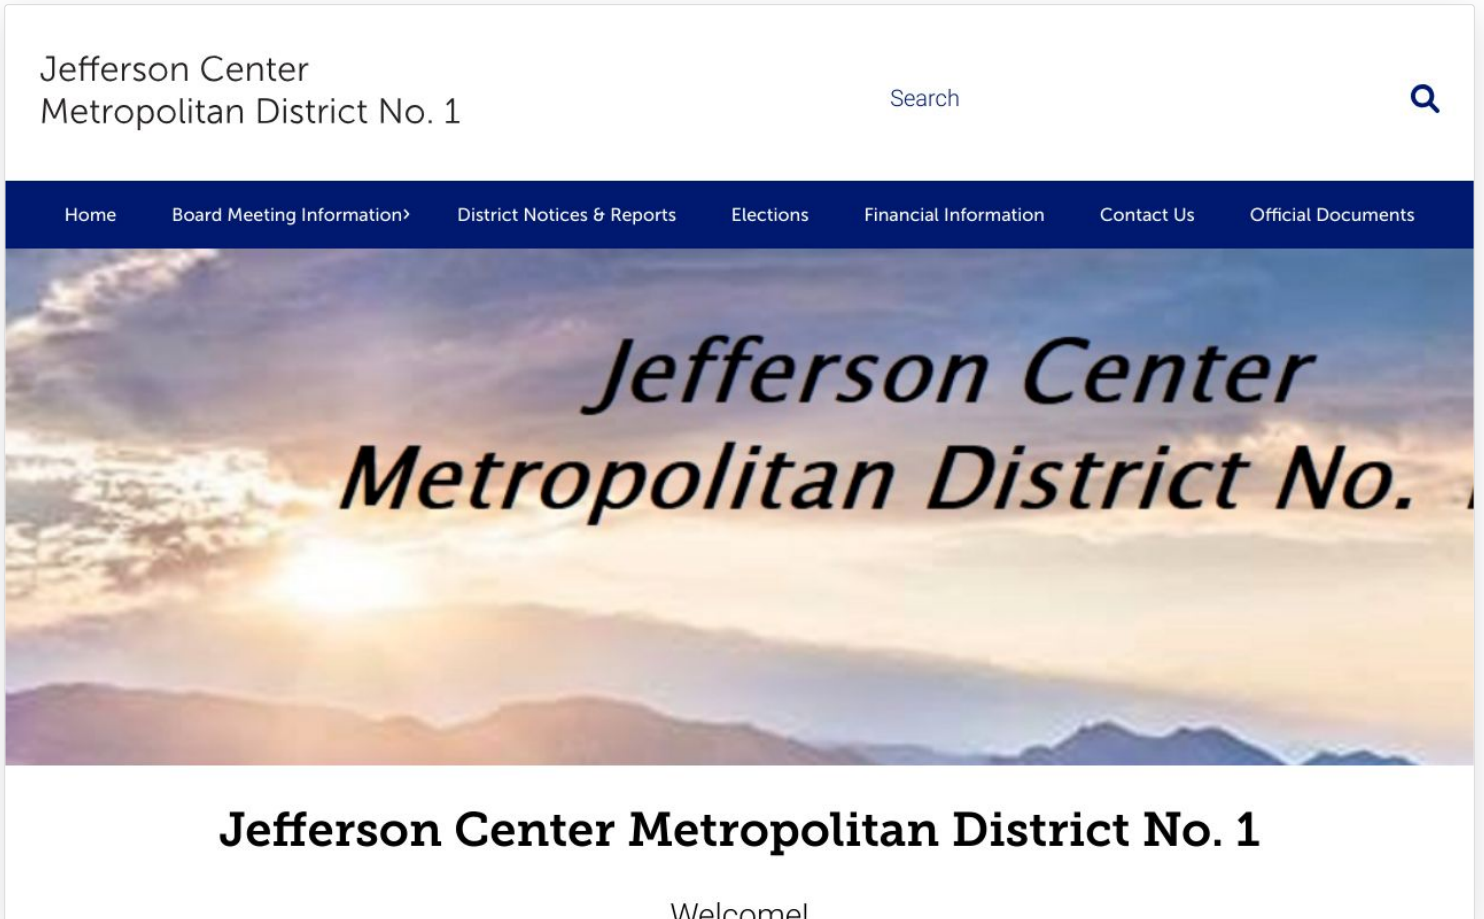 Jefferson Center
Metropolitan District No. 1
Search
Home Board Meeting Information› District Notices & Reports Elections Financial Information Contact Us Official Documents
Jefferson Center
Metropolitan District No.
Jefferson Center Metropolitan District No. 1
Welcome!